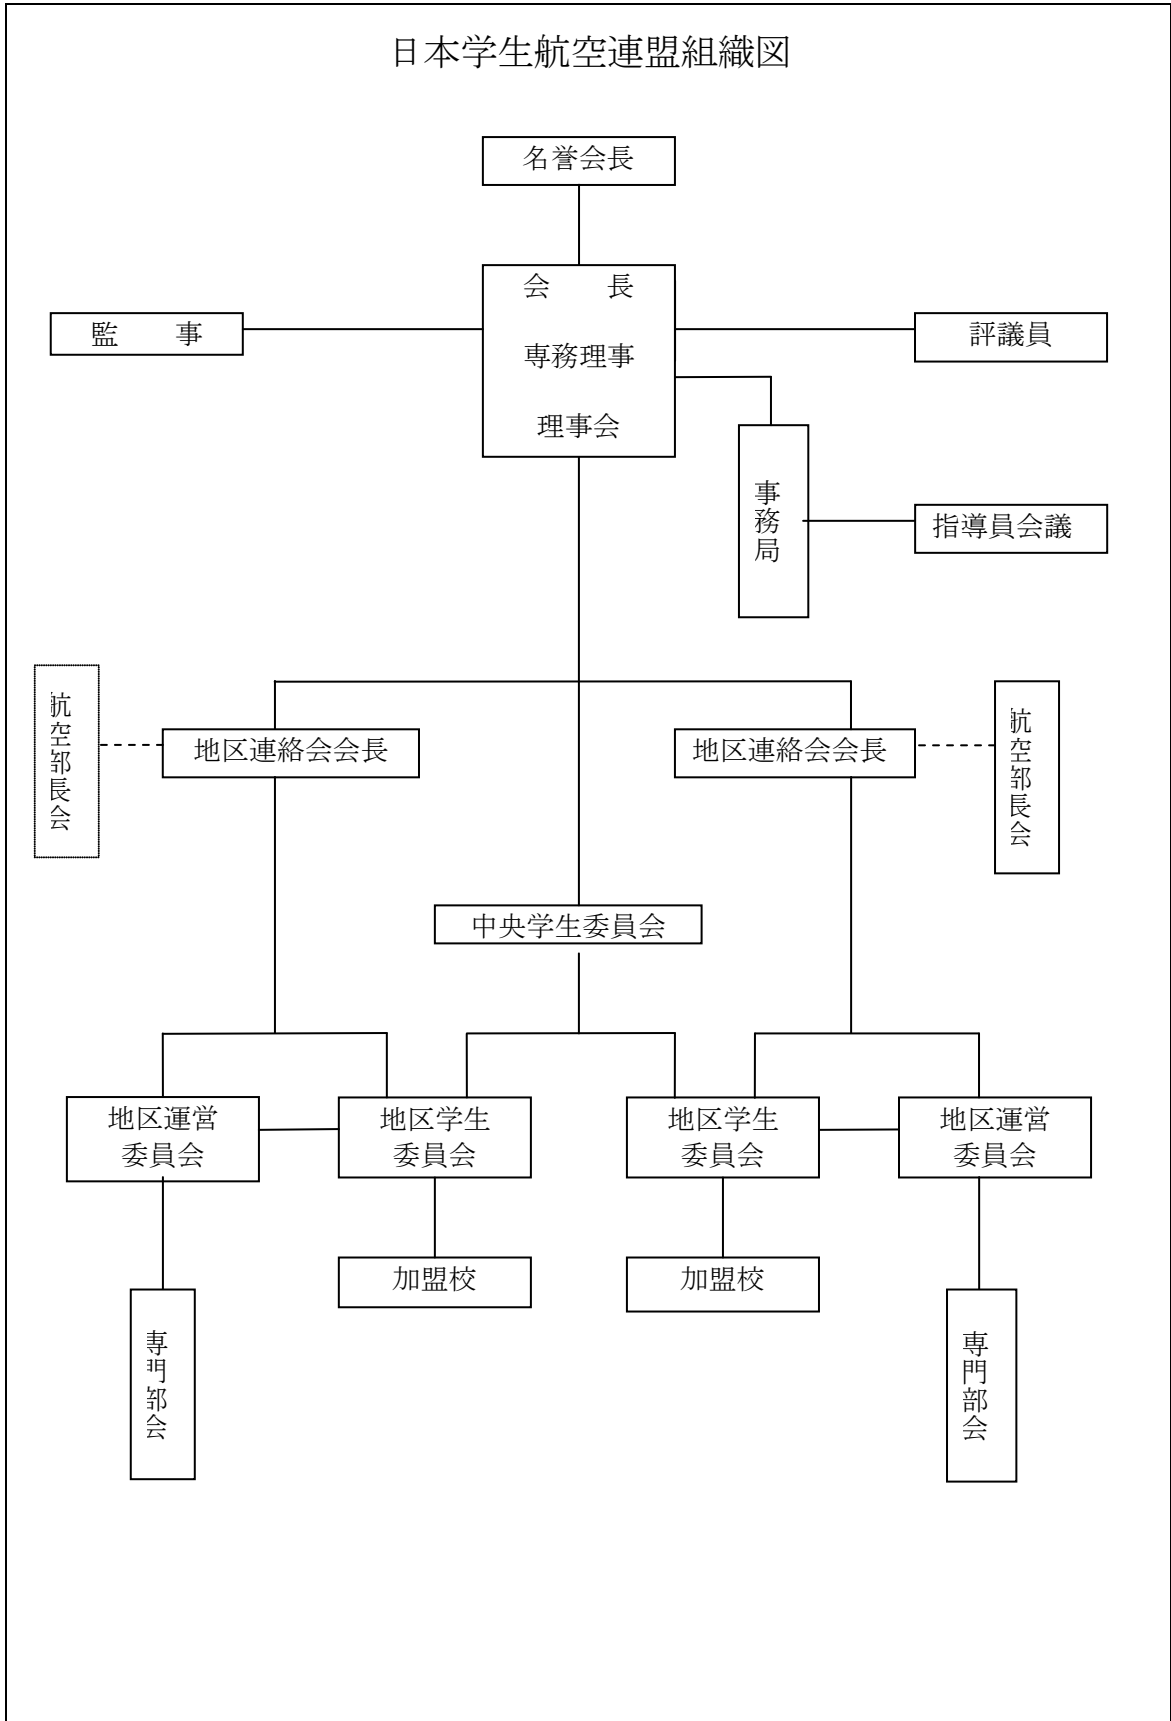 日本学生航空連盟組織図
名誉会長
会　　長
専務理事
理事会
監　　事
評議員
事務局
指導員会議
航空部長会
地区連絡会会長
地区連絡会会長
航空部長会
中央学生委員会
地区運営
委員会
地区学生
委員会
地区学生
委員会
地区運営
委員会
加盟校
加盟校
専門部会
専門部会